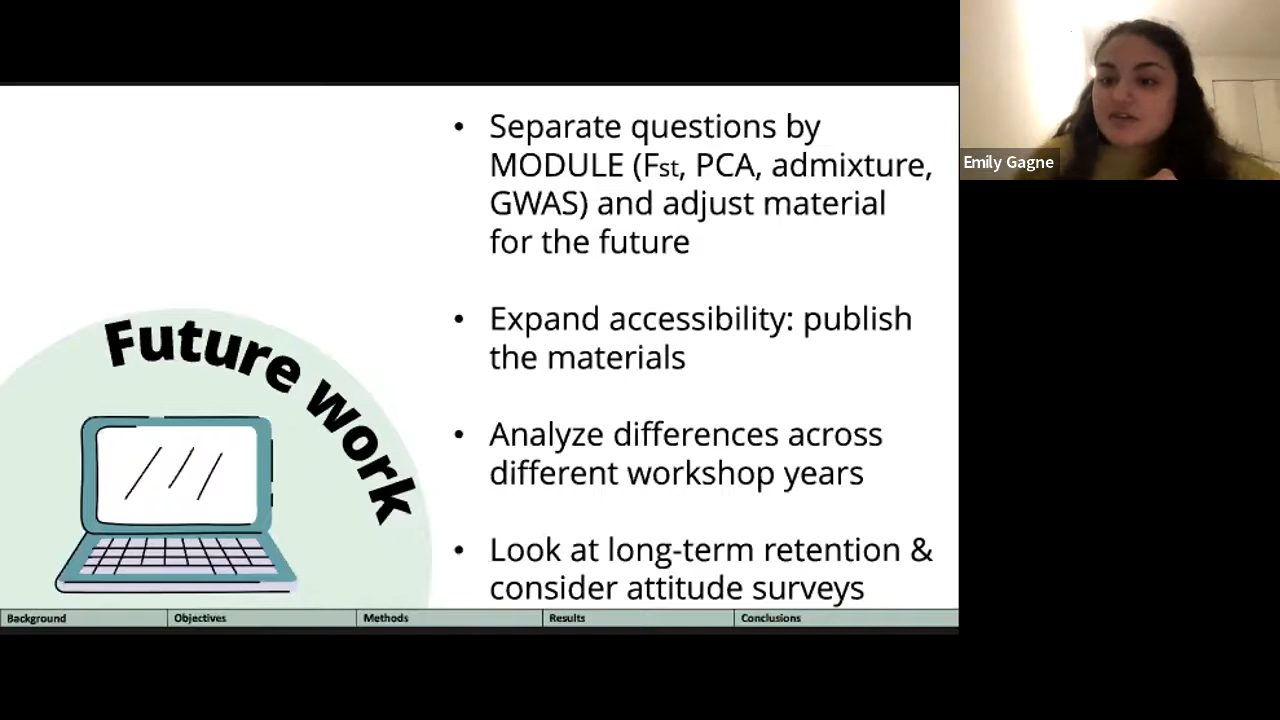 Future work
• Separate questions by
MODULE (Fst, PCA, admixture,
GWAS) and adjust material
for the future
• Expand accessibility: publish
the materials
• Analyze differences across
different workshop years
• Look at long-term retention &
consider attitude surveys
Background Objectives Methods Results Conclusions
Emily Gagne